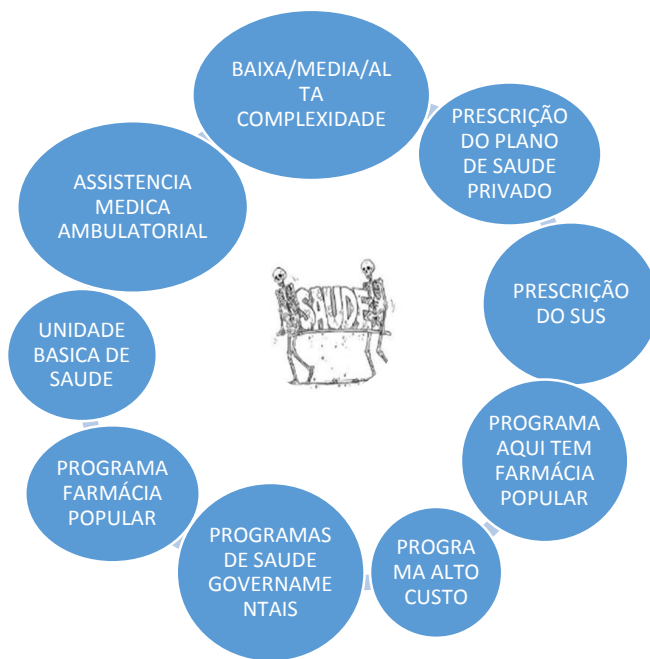 BAIXA/MEDIA/AL
TA
COMPLEXIDADE
PRESCRIÇÃO
DO PLANO
DE SAUDE
PRIVADO
PRESCRIÇÃO
DO SUS
PROGRAMA
AQUI TEM
FARMÁCIA
POPULAR
PROGRA
MA ALTO
CUSTO
PROGRAMAS
DE SAUDE
GOVERNAME
NTAIS
PROGRAMA
FARMÁCIA
POPULAR
UNIDADE
BASICA DE
SAUDE
ASSISTENCIA
MEDICA
AMBULATORIAL
SAUDE